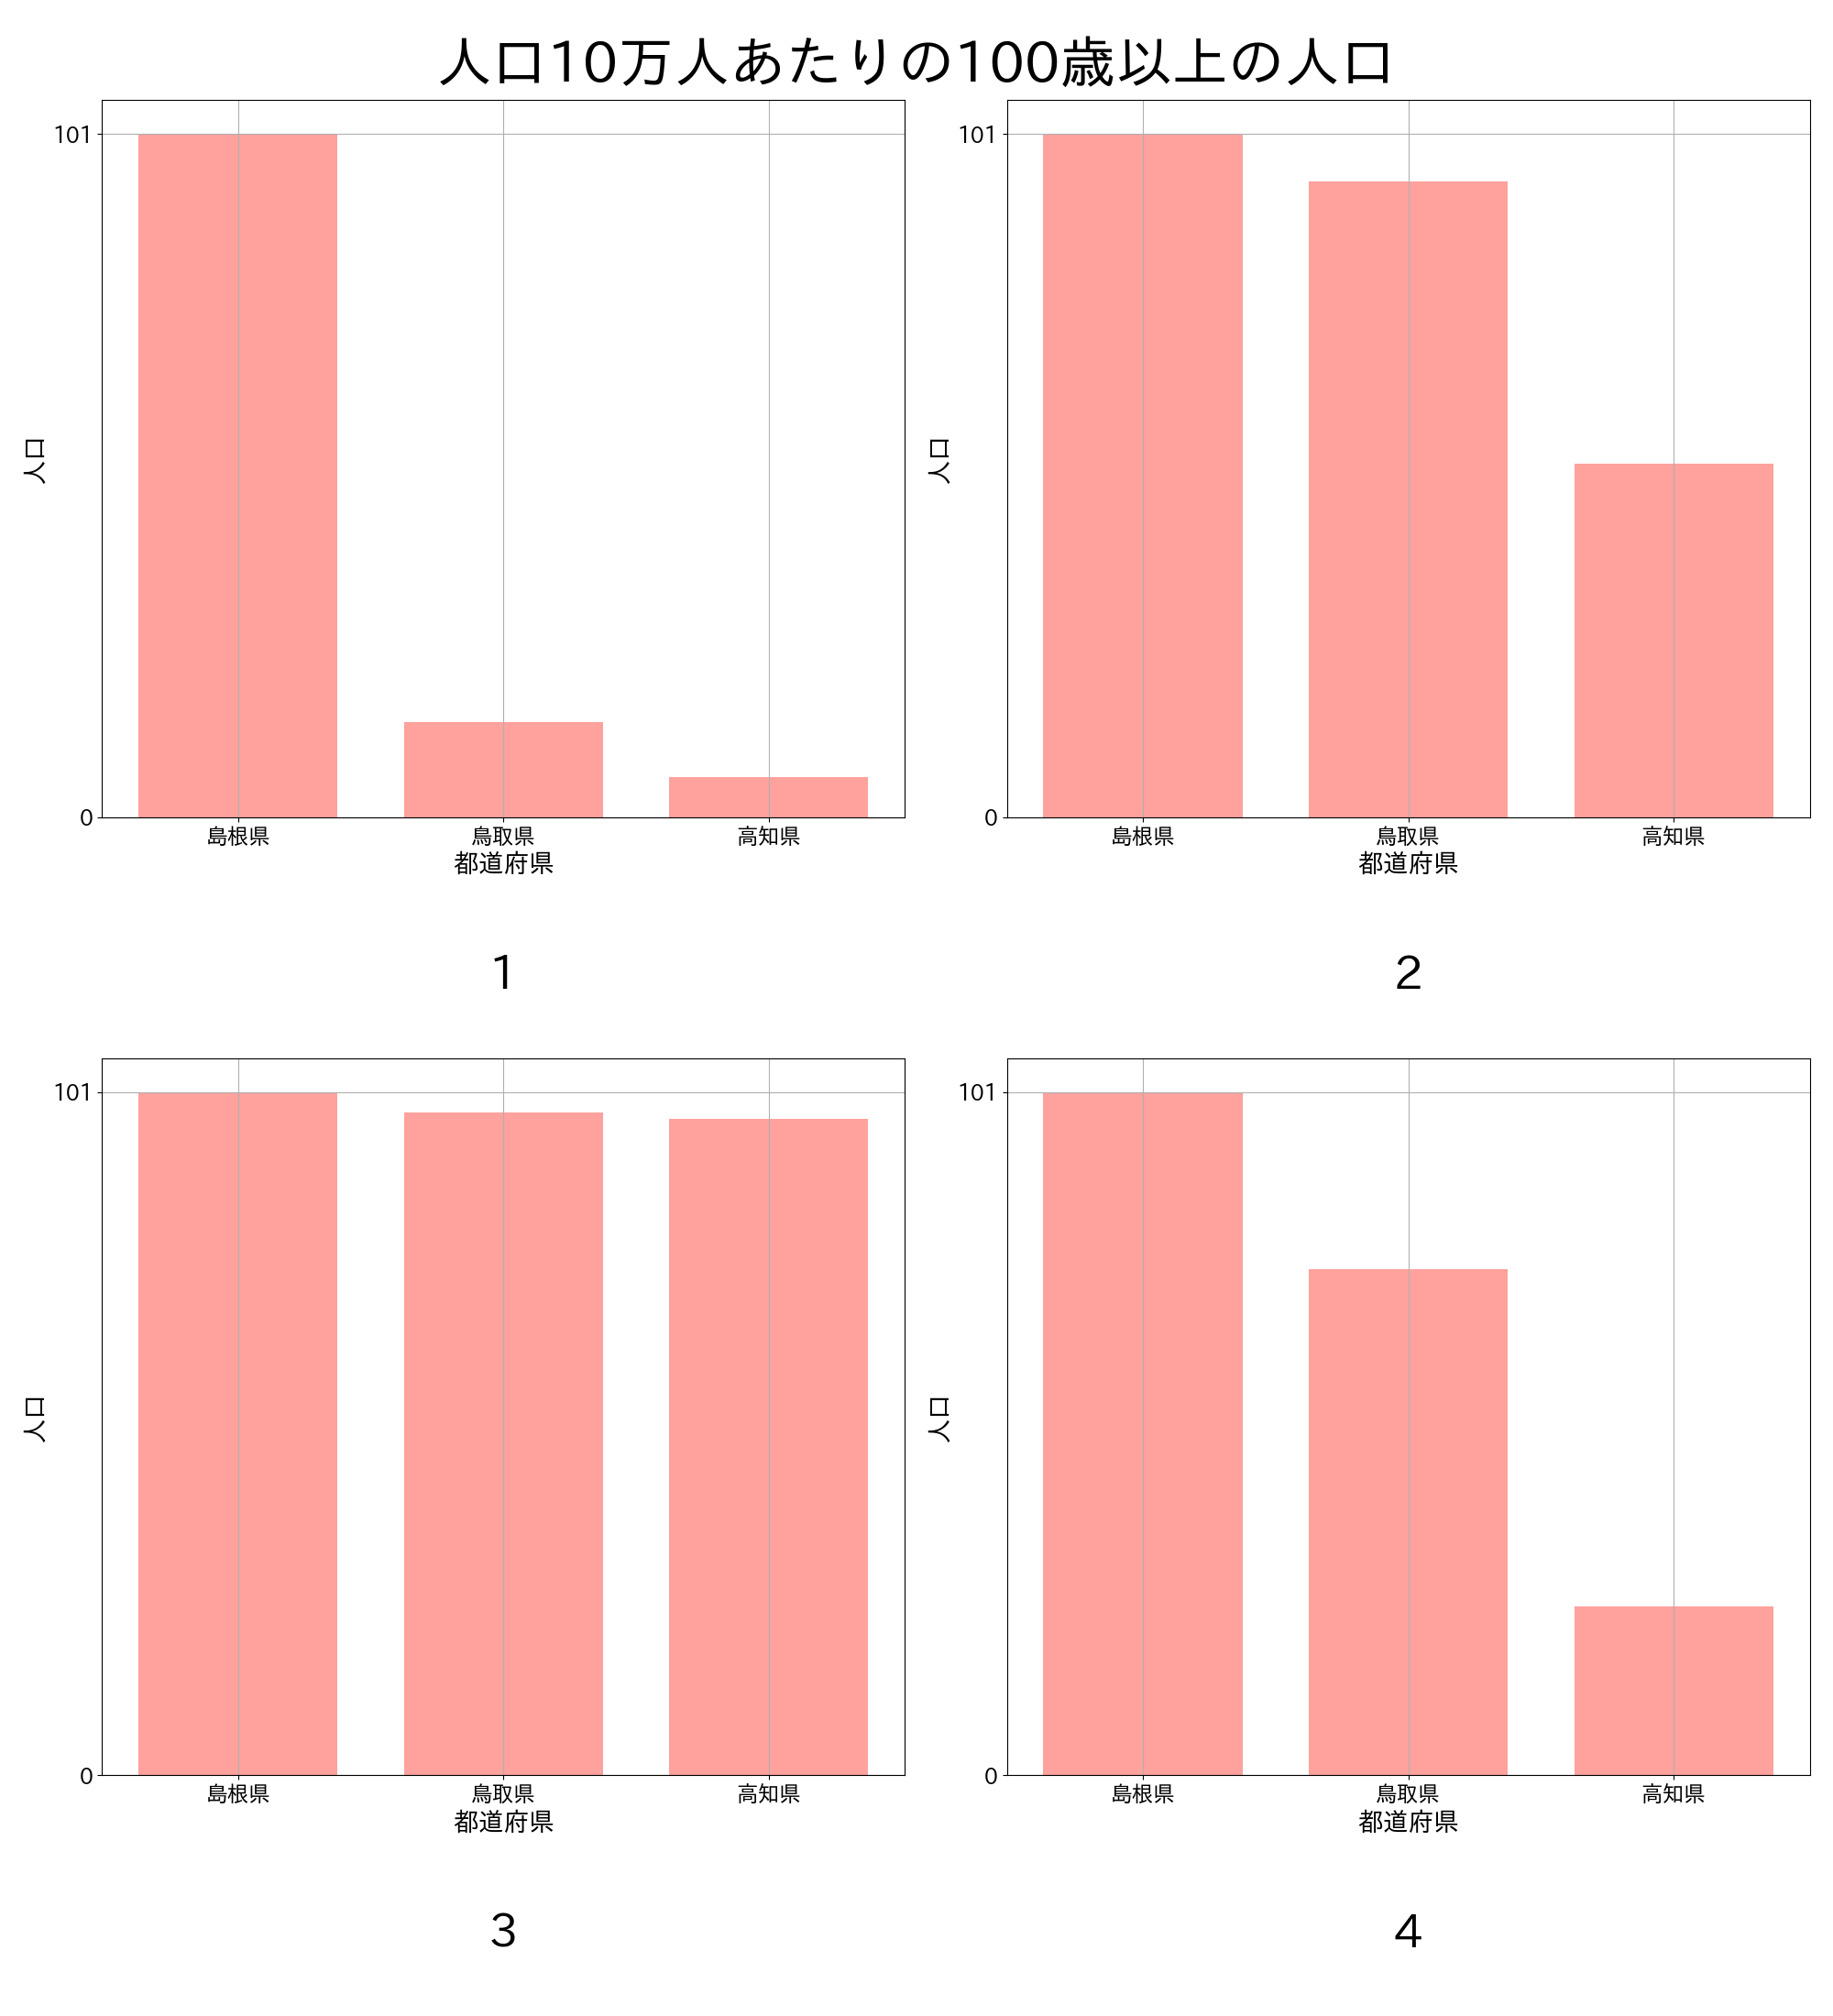 人口10万人あたりの100歳以上の人口
101
0
人口
島根県 鳥取県 高知県
都道府県
1
101
0
人口
島根県 鳥取県 高知県
都道府県
2
101
0
人口
島根県 鳥取県 高知県
都道府県
3
101
0
人口
島根県 鳥取県 高知県
都道府県
4